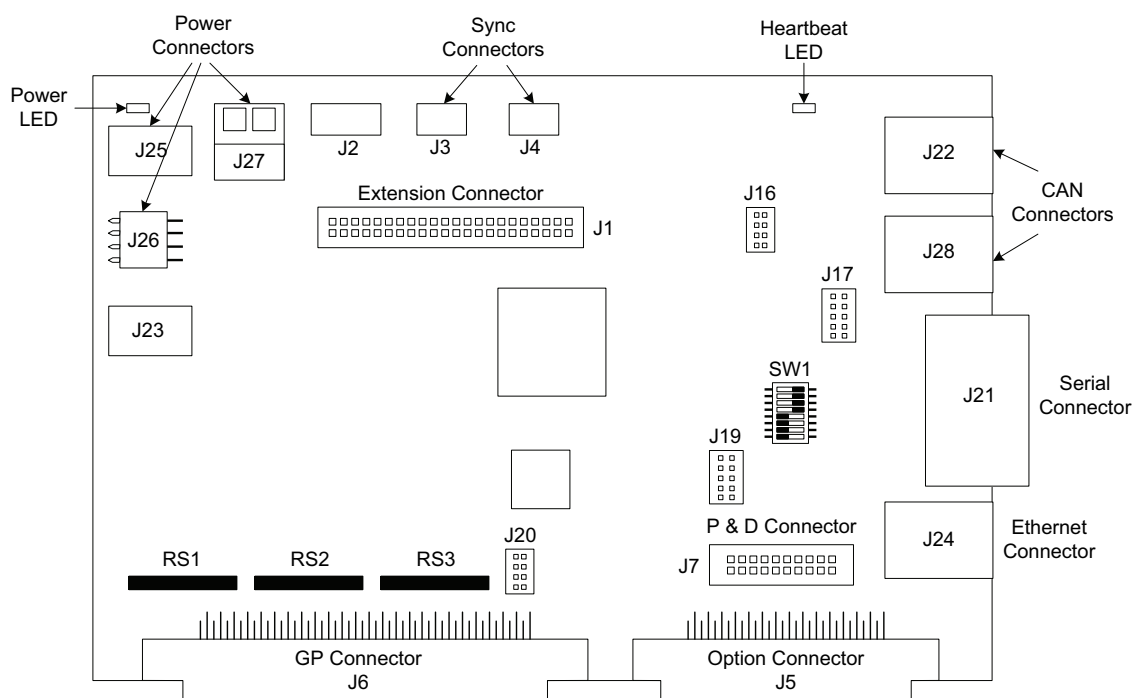 Power
Connectors
Sync
Connectors
Heartbeat
LED
Power
LED
J25
J27
J2
J3
J4
J22
CAN
Connectors
Extension Connector
J1
J16
J26
J28
J17
J23
SW1
J21
Serial
Connector
J19
P & D Connector
J7
J24
Ethernet
Connector
J20
RS1
RS2
RS3
GP Connector
J6
Option Connector
J5